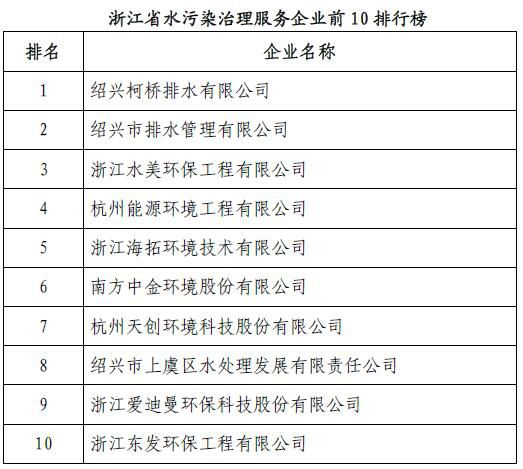 浙江省水污染治理服务企业前 10 排行榜
排名 企业名称
1 绍兴柯桥排水有限公司
2 绍兴市排水管理有限公司
3 浙江水美环保工程有限公司
4 杭州能源环境工程有限公司
5 浙江海拓环境技术有限公司
6 南方中金环境股份有限公司
7 杭州天创环境科技股份有限公司
8 绍兴市上虞区水处理发展有限责任公司
9 浙江爱迪曼环保科技股份有限公司
10 浙江东发环保工程有限公司